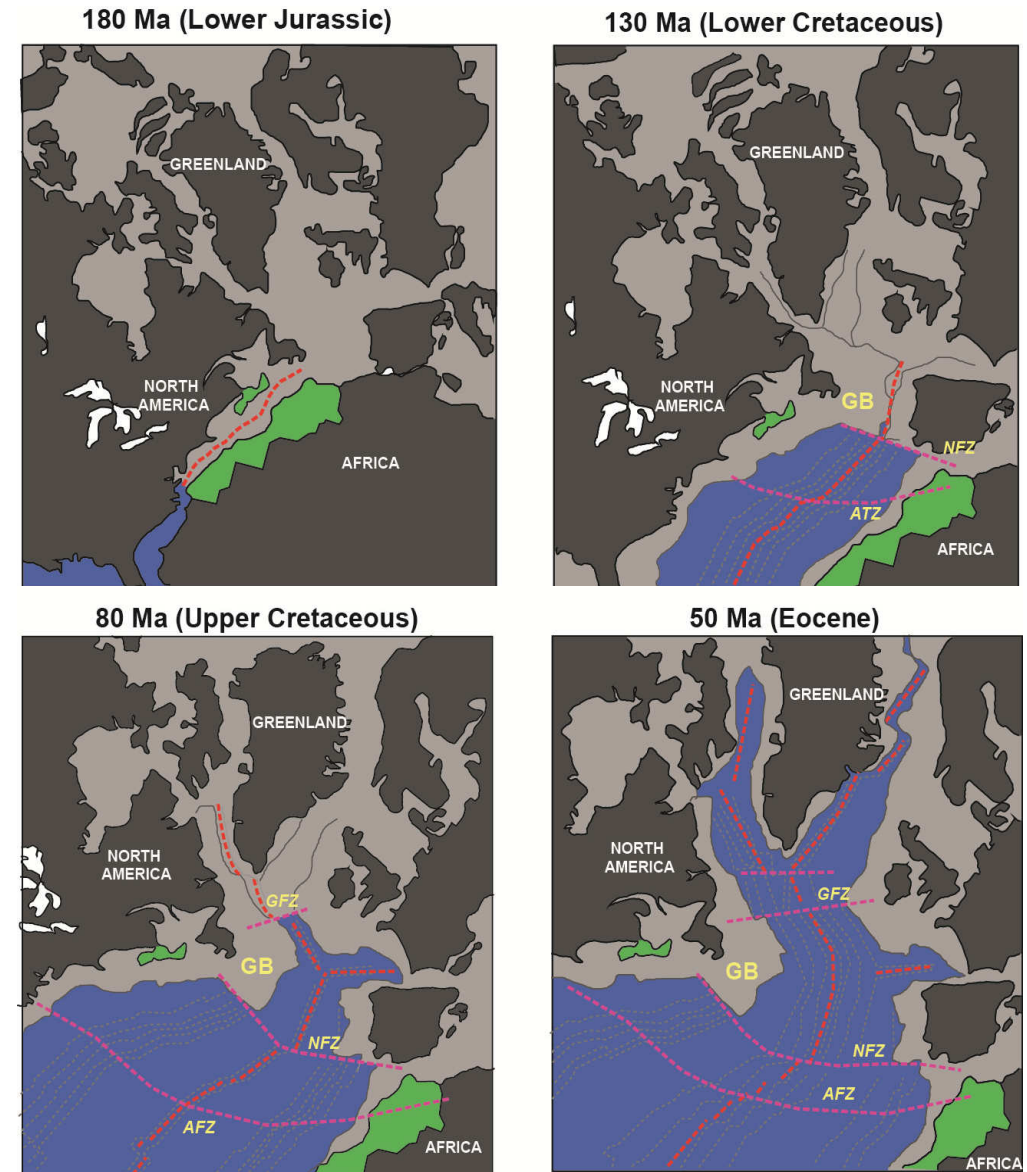 180 Ma (Lower Jurassic)
GREENLAND
NORTH
AMERICA
AFRICA
130 Ma (Lower Cretaceous)
GREENLAND
NORTH
AMERICA
GB
NFZ
ATZ
AFRICA
80 Ma (Upper Cretaceous)
GREENLAND
NORTH
AMERICA
GFZ
GB
NFZ
AFZ
AFRICA
50 Ma (Eocene)
GREENLAND
NORTH
AMERICA
GFZ
GB
NFZ
AFZ
AFRICA